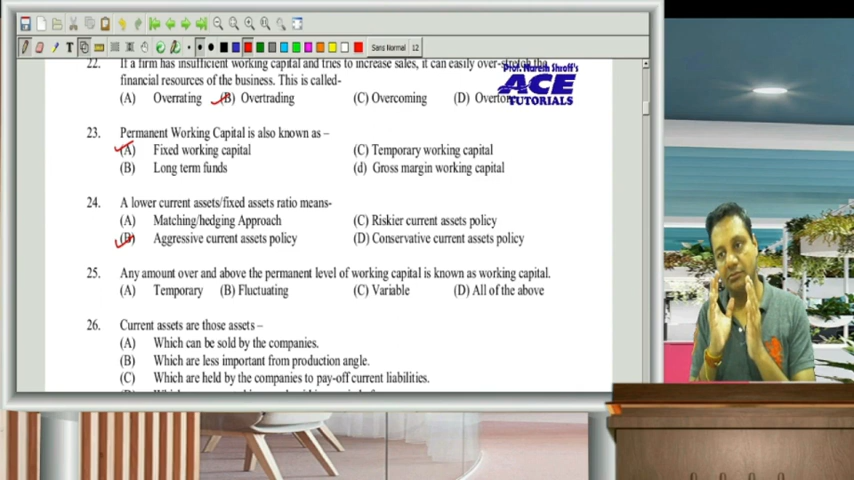 Sans Normal 12
22. If a firm has insufficient working capital and tries to increase sales, it can easily over-stretch the
financial resources of the business. This is called-
(A) Overrating (B) Overtrading (C) Overcoming (D)
Prof. Naresh Shroff's
ACE
TUTORIALS
23. Permanent Working Capital is also known as –
(A) Fixed working capital (C) Temporary working capital
(B) Long term funds (d) Gross margin working capital
24. A lower current assets/fixed assets ratio means-
(A) Matching/hedging Approach (C) Riskier current assets policy
(B) Aggressive current assets policy (D) Conservative current assets policy
25. Any amount over and above the permanent level of working capital is known as working capital.
(A) Temporary (B) Fluctuating (C) Variable (D) All of the above
26. Current assets are those assets –
(A) Which can be sold by the companies.
(B) Which are less important from production angle.
(C) Which are held by the companies to pay-off current liabilities.